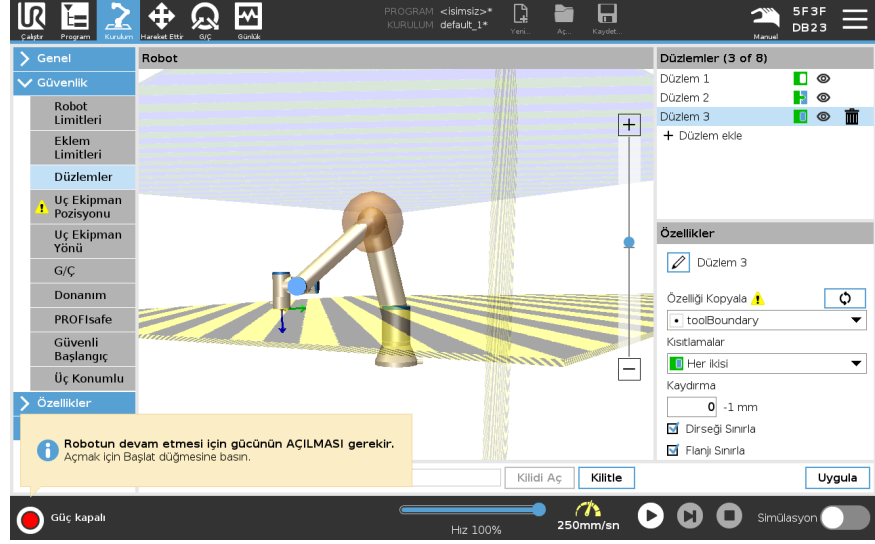 Çalıştır
Program
Kurulum
Hareket Ettir
G/Ç
Günlük
PROGRAM <isimsiz>*
KURULUM default_1*
Yeni...
Aç...
Kaydet...
Manuel
5F3F
DB23
Genel
Güvenlik
Robot
Limitleri
Eklem
Limitleri
Düzlemler
Uç Ekipman
Pozisyonu
Uç Ekipman
Yönü
G/Ç
Donanım
PROFIsafe
Güvenli
Başlangıç
Üç Konumlu
Özellikler
Robot
Düzlemler (3 of 8)
Düzlem 1
Düzlem 2
Düzlem 3
+ Düzlem ekle
Özellikler
Düzlem 3
Özelliği Kopyala
toolBoundary
Kısıtlamalar
Her ikisi
Kaydırma
0 -1 mm
Dirseği Sınırla
Flanjı Sınırla
Robotun devam etmesi için gücünün AÇILMASI gerekir.
Açmak için Başlat düğmesine basın.
Kilidi Aç
Kilitle
Uygula
Güç kapalı
Hız 100%
250mm/sn
Simülasyon